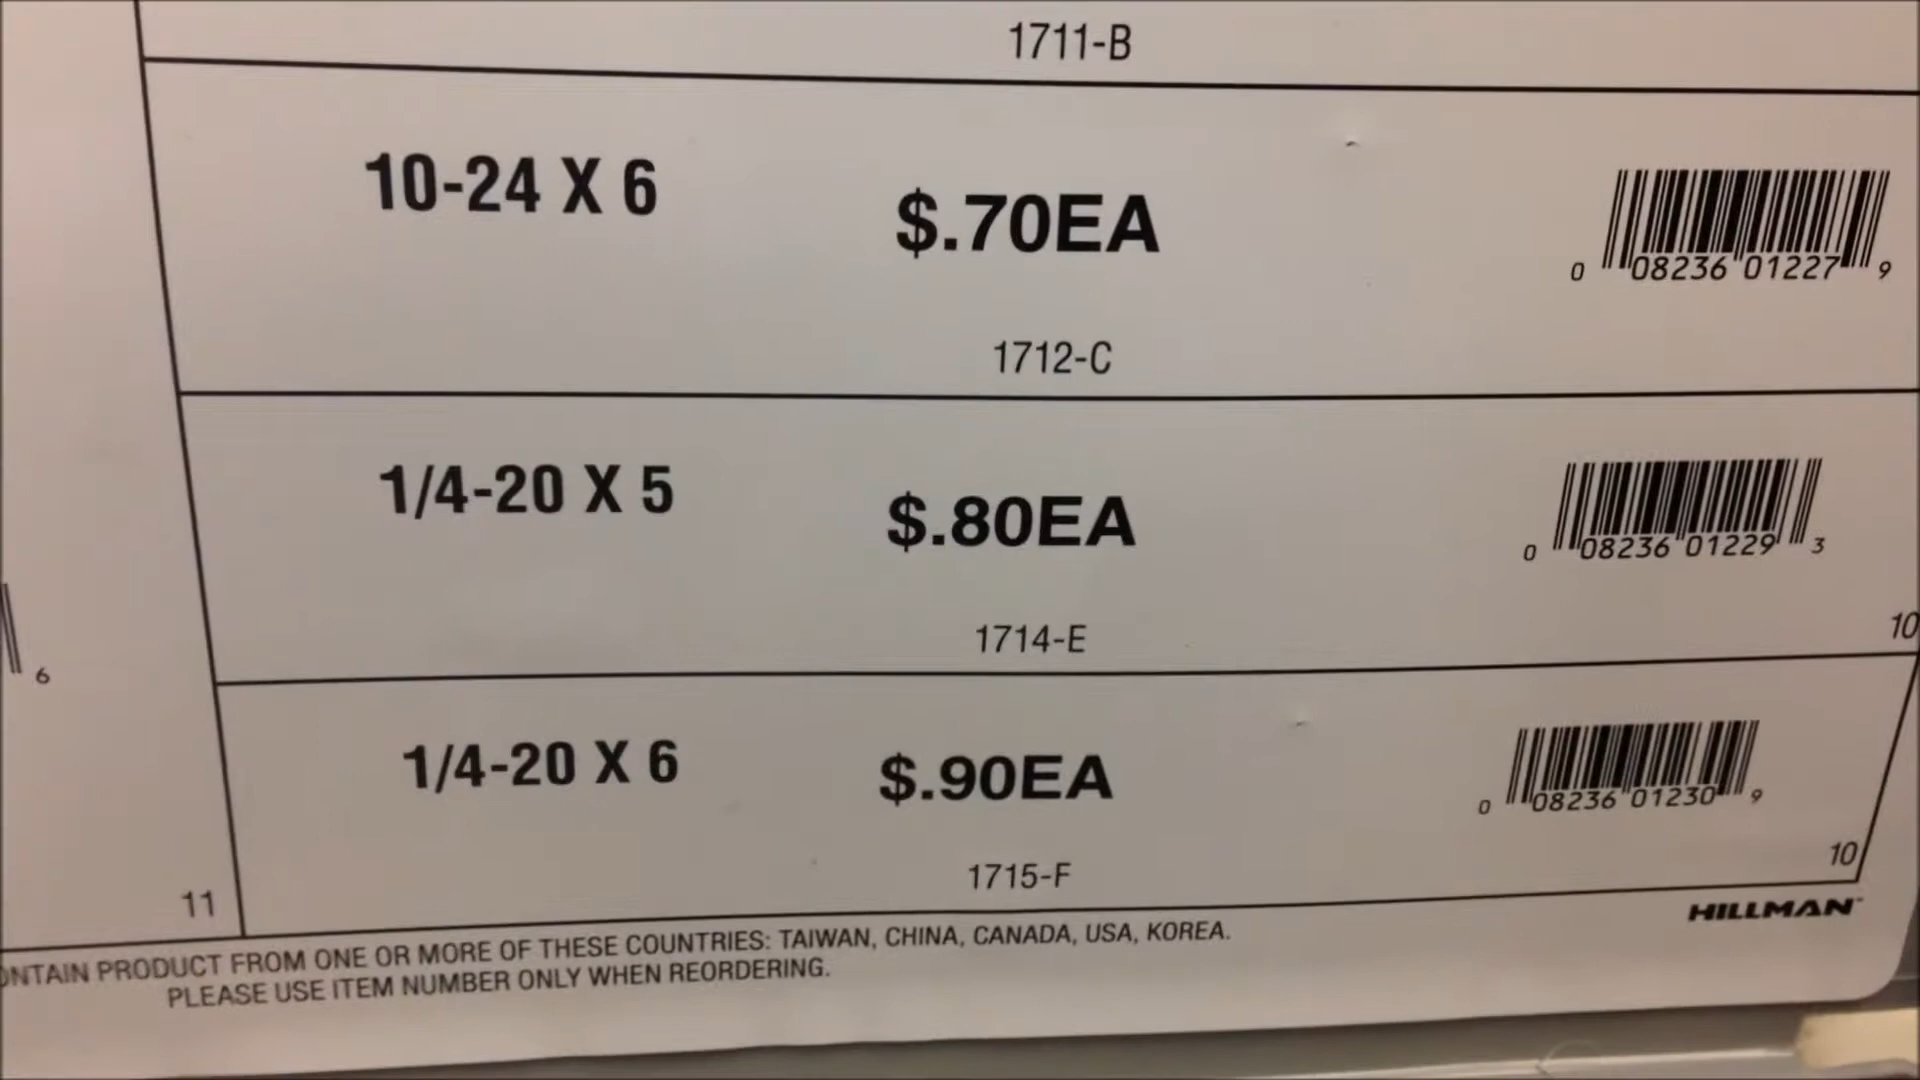 1711-B
10-24 X 6
$.70EA
0 08236 01227 9
1712-C
1/4-20 X 5
$.80EA
0 08236 01229 3
1714-E
10
6
1/4-20 X 6
$.90EA
0 08236 01230 9
1715-F
10
11
HILLMAN
PRODUCT FROM ONE OR MORE OF THESE COUNTRIES: TAIWAN, CHINA, CANADA, USA, KOREA.
PLEASE USE ITEM NUMBER ONLY WHEN REORDERING.